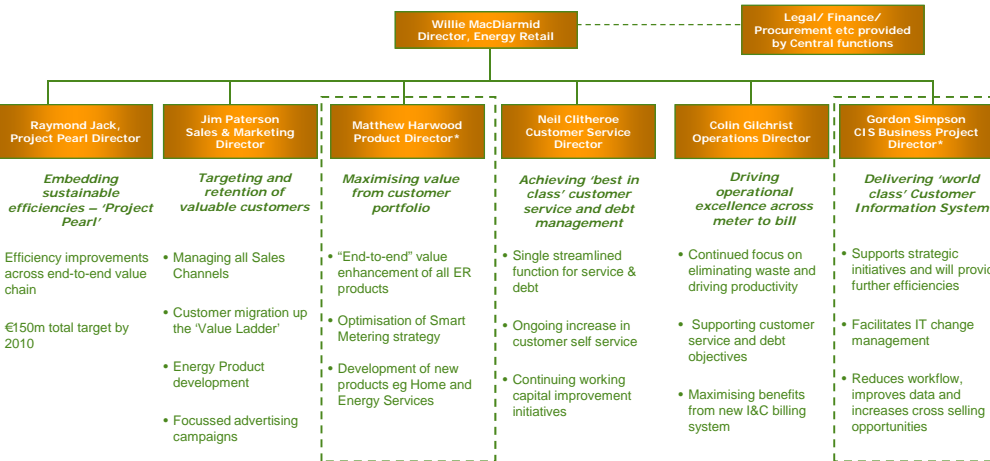 Willie MacDiarmid
Director, Energy Retail
Legal/ Finance/
Procurement etc provided
by Central functions
Raymond Jack,
Project Pearl Director
Jim Paterson
Sales & Marketing
Director
Matthew Harwood
Product Director*
Neil Clitheroe
Customer Service
Director
Colin Gilchrist
Operations Director
Gordon Simpson
CIS Business Project
Director*
Embedding
sustainable
efficiencies – ‘Project
Pearl’
Targeting and
retention of
valuable customers
Maximising value
from customer
portfolio
Achieving ‘best in
class’ customer
service and debt
management
Driving
operational
excellence across
meter to bill
Delivering ‘world
class’ Customer
Information System
Efficiency improvements
across end-to-end value
chain
€150m total target by
2010
• Managing all Sales
Channels
• Customer migration up
the ‘Value Ladder’
• Energy Product
development
• Focussed advertising
campaigns
• “End-to-end” value
enhancement of all ER
products
• Optimisation of Smart
Metering strategy
• Development of new
products eg Home and
Energy Services
• Single streamlined
function for service &
debt
• Ongoing increase in
customer self service
• Continuing working
capital improvement
initiatives
• Continued focus on
eliminating waste and
driving productivity
• Supporting customer
service and debt
objectives
• Maximising benefits
from new I&C billing
system
• Supports strategic
initiatives and will provid
further efficiencies
• Facilitates IT change
management
• Reduces workflow,
improves data and
increases cross selling
opportunities